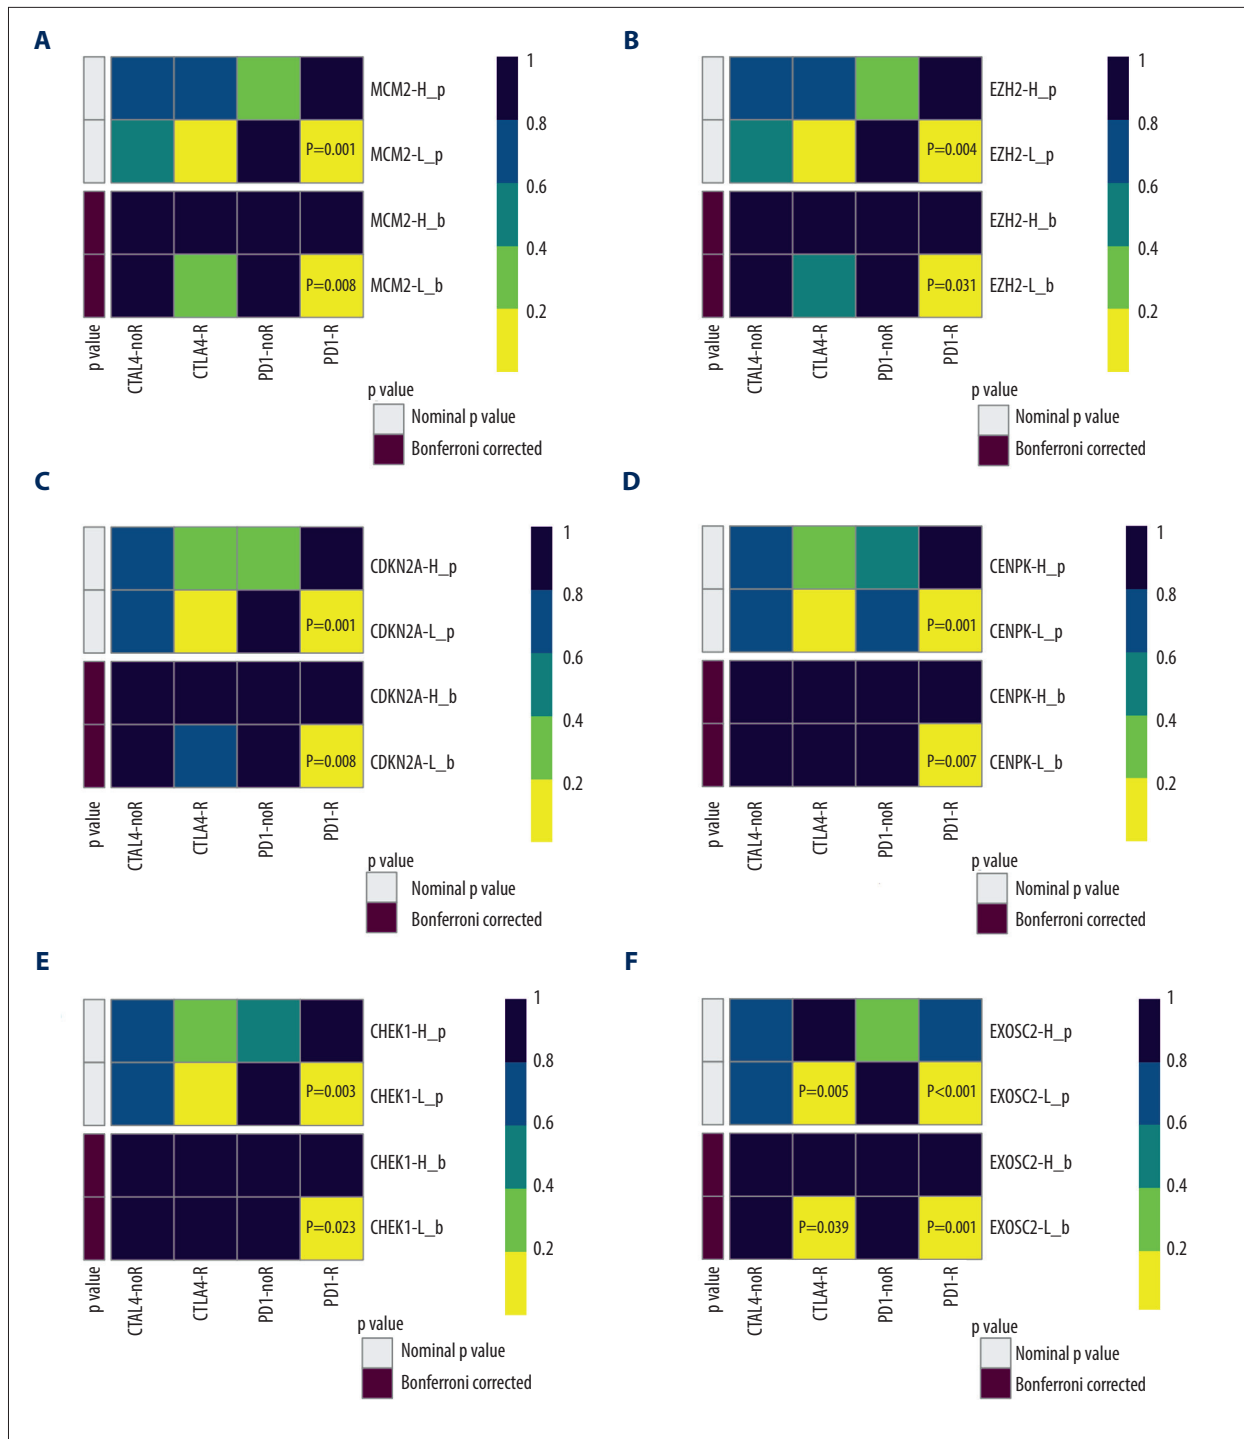 A
MCM2-H_p
P=0.001
MCM2-L_p
MCM2-H_b
P=0.008
MCM2-L_b
1
0.8
0.6
0.4
0.2
p value
CTAL4-noR
CTLA4-R
PD1-noR
PD1-R
p value
Nominal p value
Bonferroni corrected
B
EZH2-H_p
P=0.004
EZH2-L_p
EZH2-H_b
P=0.031
EZH2-L_b
1
0.8
0.6
0.4
0.2
p value
CTAL4-noR
CTLA4-R
PD1-noR
PD1-R
p value
Nominal p value
Bonferroni corrected
C
CDKN2A-H_p
P=0.001
CDKN2A-L_p
CDKN2A-H_b
P=0.008
CDKN2A-L_b
1
0.8
0.6
0.4
0.2
p value
CTAL4-noR
CTLA4-R
PD1-noR
PD1-R
p value
Nominal p value
Bonferroni corrected
D
CENPK-H_p
P=0.001
CENPK-L_p
CENPK-H_b
P=0.007
CENPK-L_b
1
0.8
0.6
0.4
0.2
p value
CTAL4-noR
CTLA4-R
PD1-noR
PD1-R
p value
Nominal p value
Bonferroni corrected
E
CHEK1-H_p
P=0.003
CHEK1-L_p
CHEK1-H_b
P=0.023
CHEK1-L_b
1
0.8
0.6
0.4
0.2
p value
CTAL4-noR
CTLA4-R
PD1-noR
PD1-R
p value
Nominal p value
Bonferroni corrected
F
EXOSC2-H_p
P=0.005
P<0.001
EXOSC2-L_p
EXOSC2-H_b
P=0.039
P=0.001
EXOSC2-L_b
1
0.8
0.6
0.4
0.2
p value
CTAL4-noR
CTLA4-R
PD1-noR
PD1-R
p value
Nominal p value
Bonferroni corrected